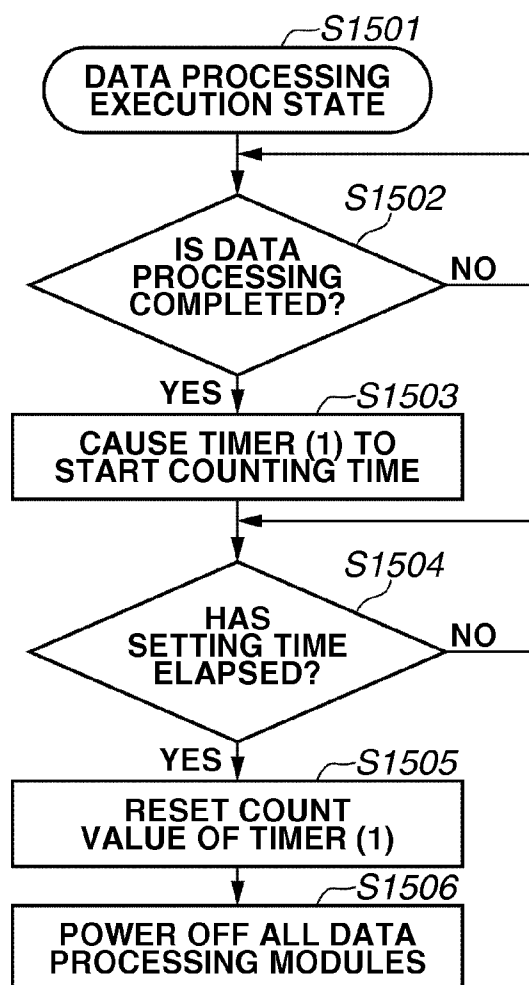 S1501
DATA PROCESSING
EXECUTION STATE
S1502
IS DATA
PROCESSING
COMPLETED?
NO
YES
S1503
CAUSE TIMER (1) TO
START COUNTING TIME
S1504
HAS
SETTING TIME
ELAPSED?
NO
YES
S1505
RESET COUNT
VALUE OF TIMER (1)
S1506
POWER OFF ALL DATA
PROCESSING MODULES